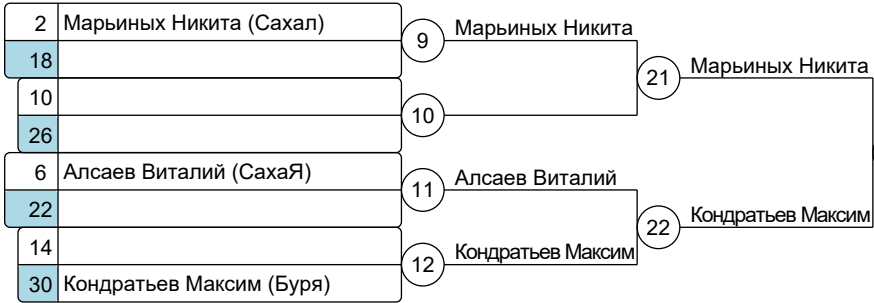 2 Марьиных Никита (Сахал)
18
9 Марьиных Никита
10
26
10
21 Марьиных Никита
6 Алсаев Виталий (СахаЯ)
22
11 Алсаев Виталий
14
30 Кондратьев Максим (Буря)
12 Кондратьев Максим
22 Кондратьев Максим